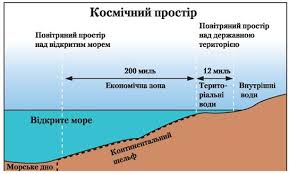 Космічний простір
Повітряний простір
над відкритим морем
Повітряний простір
над державною
територією
200 миль
12 миль
Економічна зона
Терито-
ріальні
води
Внутрішні
води
Відкрите море
Континентальний
шельф
Морське дно